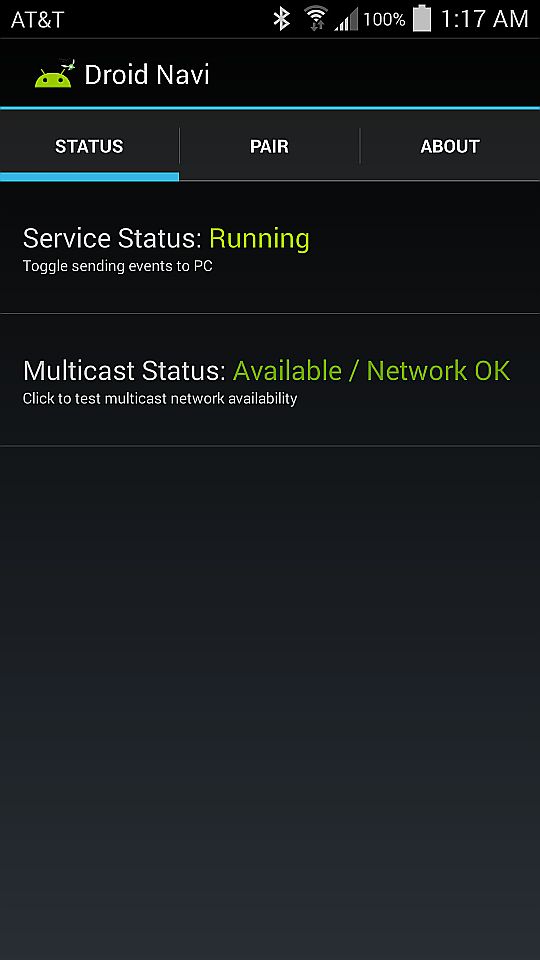 AT&T 100% 1:17 AM
Droid Navi
STATUS PAIR ABOUT
Service Status: Running
Toggle sending events to PC
Multicast Status: Available / Network OK
Click to test multicast network availability